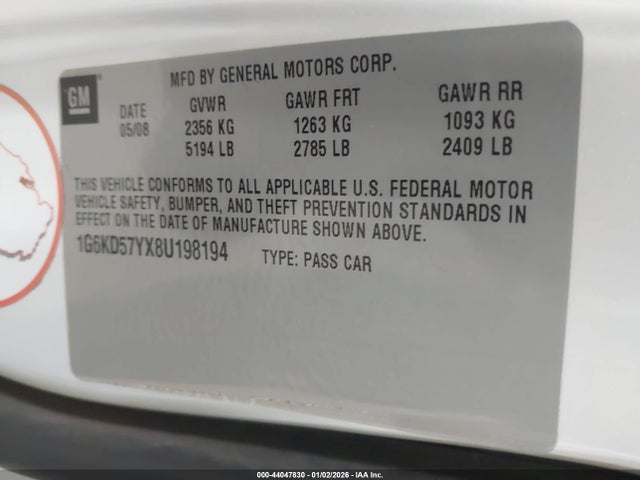 MFD BY GENERAL MOTORS CORP.
GM
DATE GVWR GAWR FRT GAWR RR
05/08 2356 KG 1263 KG 1093 KG
5194 LB 2785 LB 2409 LB
THIS VEHICLE CONFORMS TO ALL APPLICABLE U.S. FEDERAL MOTOR
VEHICLE SAFETY, BUMPER, AND THEFT PREVENTION STANDARDS IN
EFFECT ON THE DATE OF MANUFACTURE SHOWN ABOVE.
1G6KD57YX8U198194 TYPE: PASS CAR
000-44047830 - 01/02/2026 - IAA Inc.